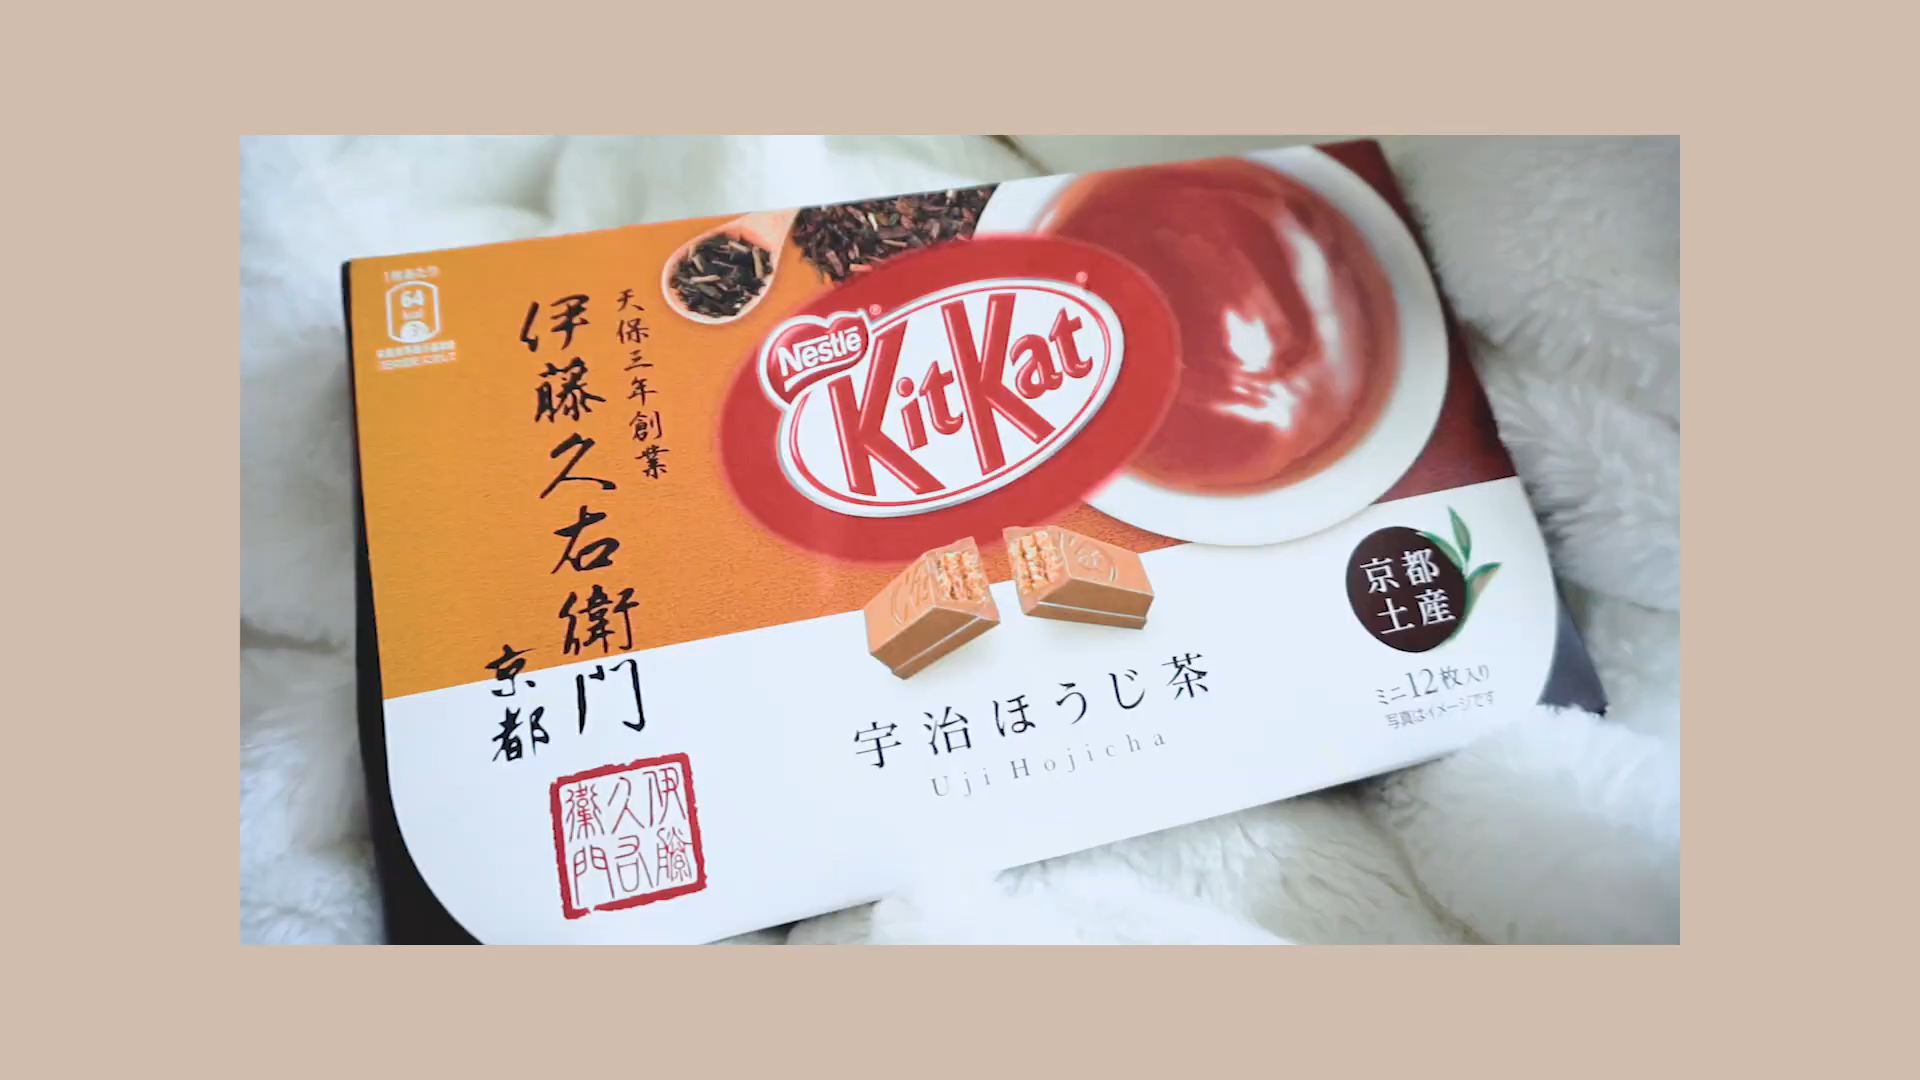 1枚あたり
64
kcal
天保三年創業
伊藤久右衛門
京都
Nestlé
KitKat
伊藤久右衛門
宇治ほうじ茶
Uji Hojicha
京都
土産
ミニ12枚入り
写真はイメージです